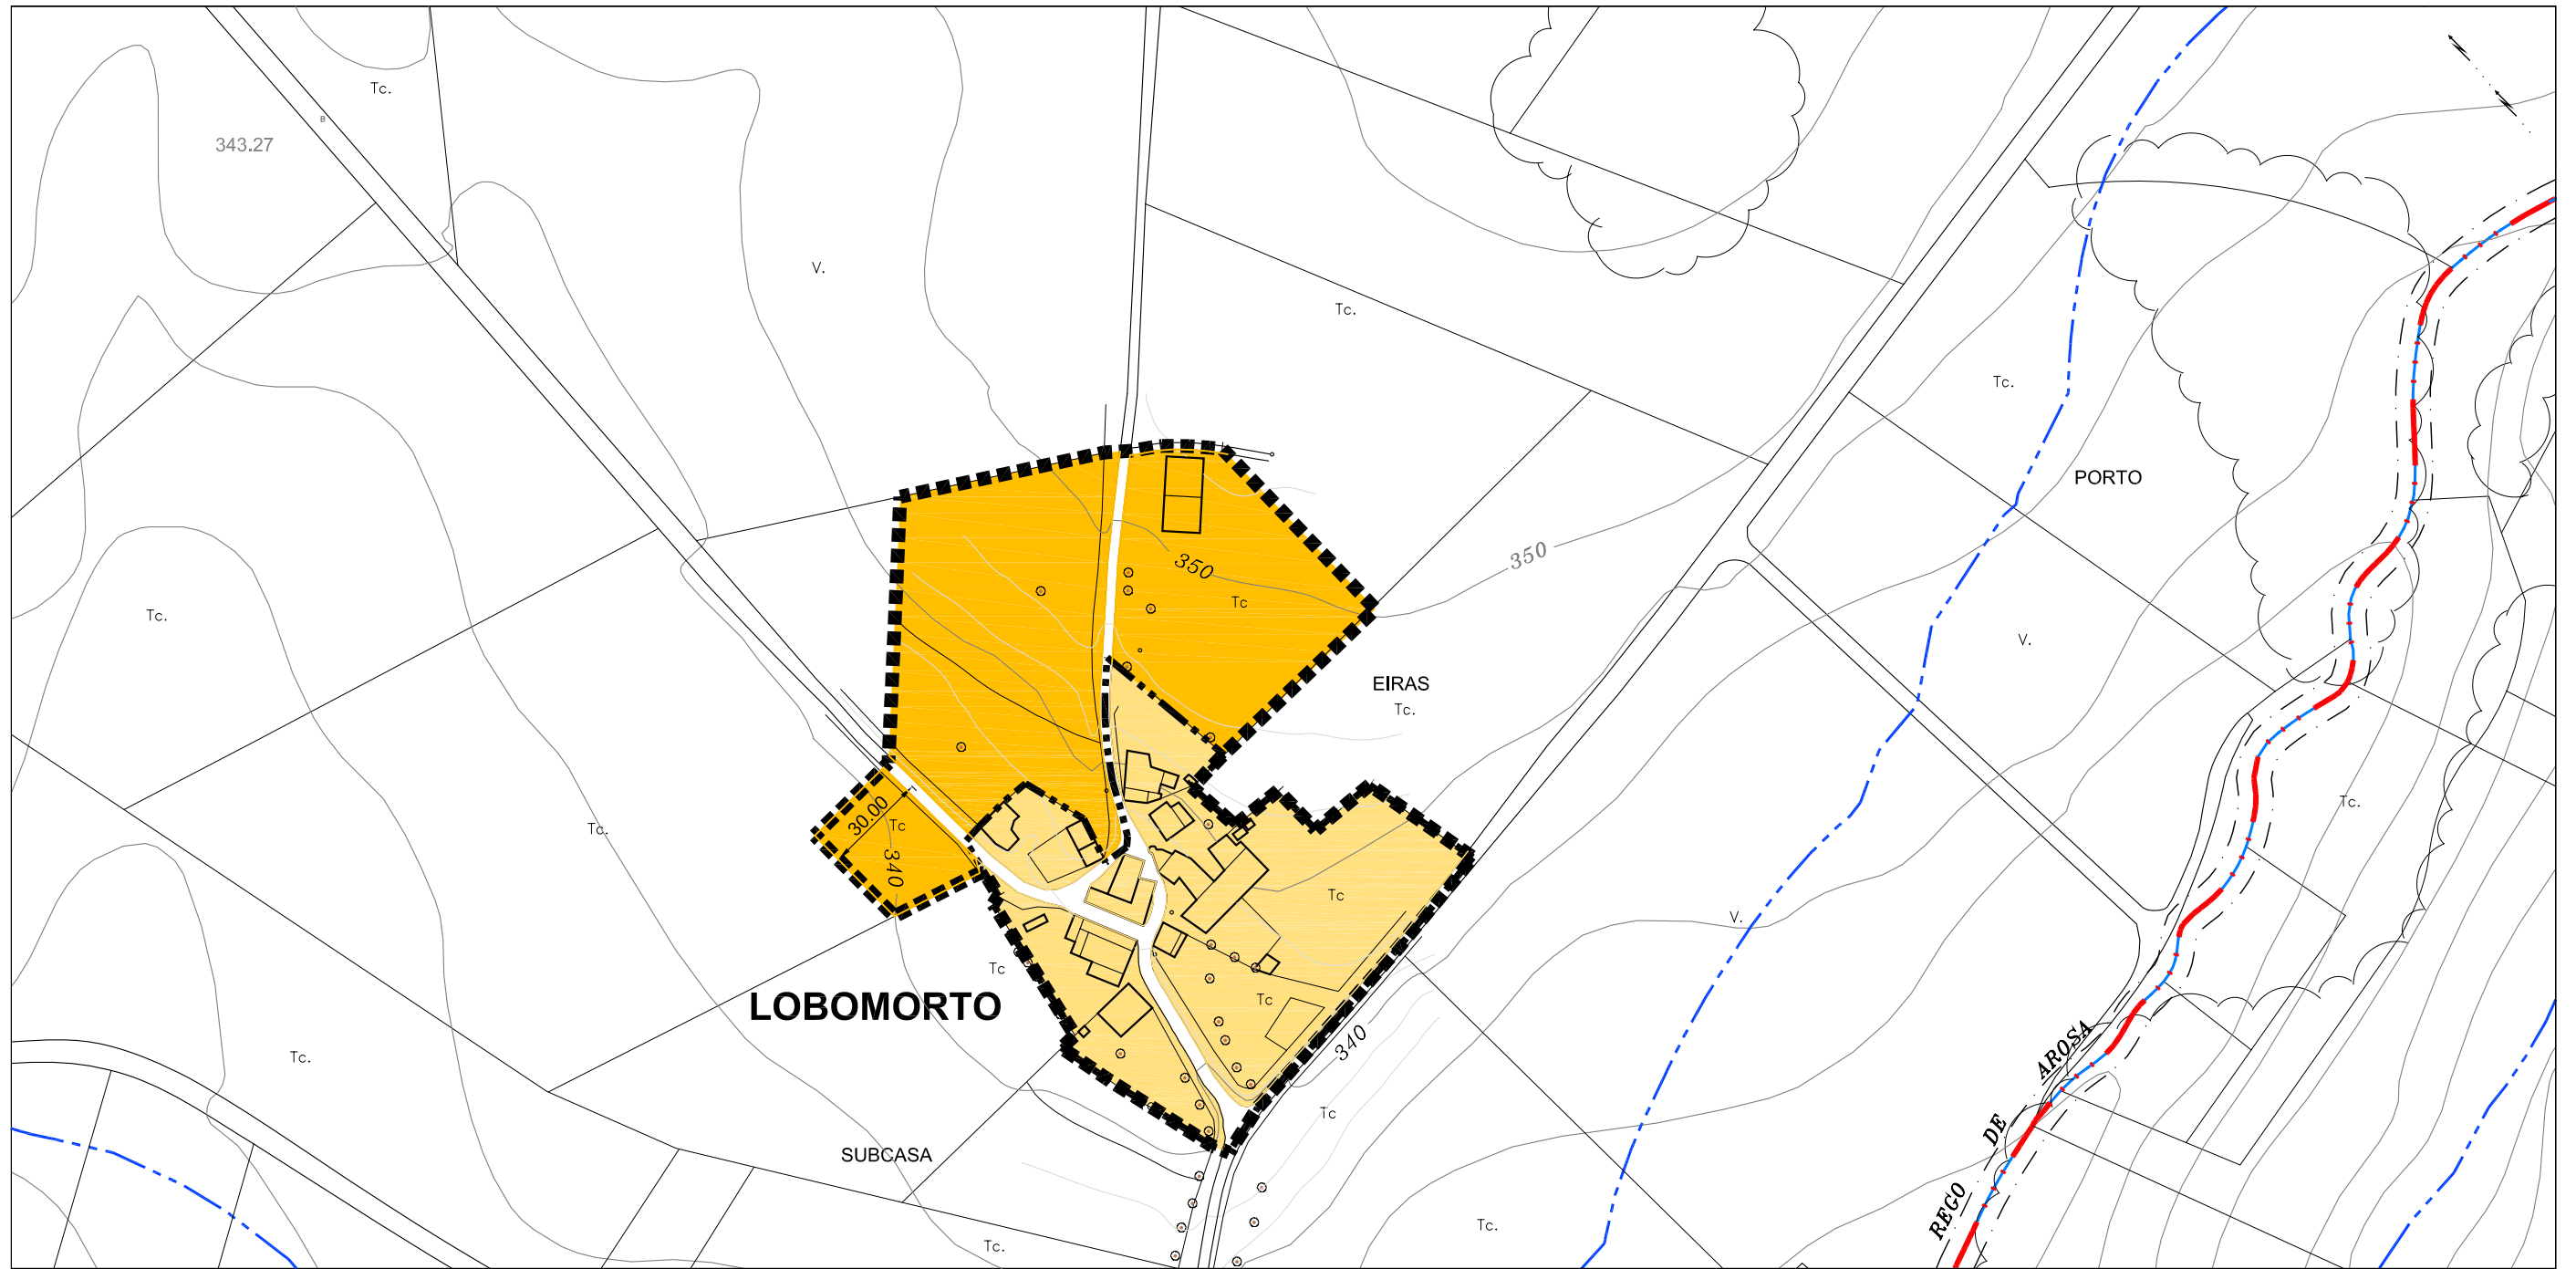 Tc.
B
343.27
V.
Tc.
Tc.
PORTO
350
350
Tc
Tc.
V.
EIRAS
Tc.
Tc.
30.00
Tc
Tc.
340
Tc
V.
Tc
LOBOMORTO
Tc
340
AROSA
Tc.
Tc
DE
SUBCASA
REGO
Tc.
Tc.